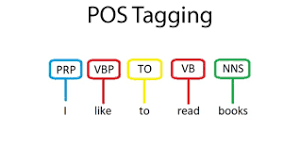 POS Tagging
PRP VBP TO VB NNS
I like to read books